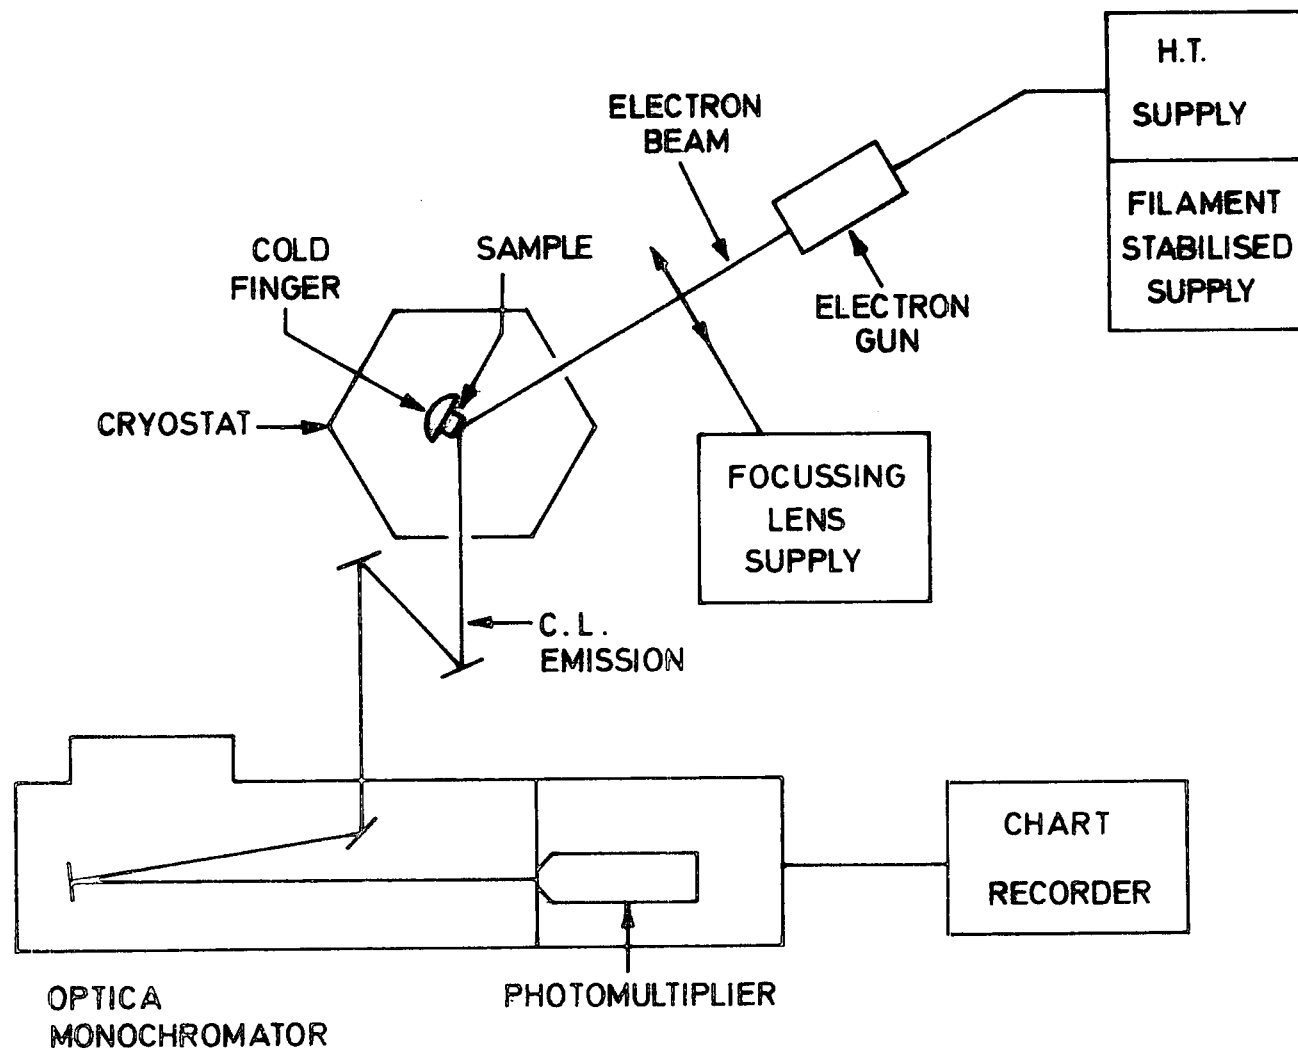 H.T.
SUPPLY
FILAMENT
STABILISED
SUPPLY
ELECTRON
BEAM
ELECTRON
GUN
COLD
FINGER
SAMPLE
CRYOSTAT
FOCUSSING
LENS
SUPPLY
C.L.
EMISSION
CHART
RECORDER
OPTICA
MONOCHROMATOR
PHOTOMULTIPLIER